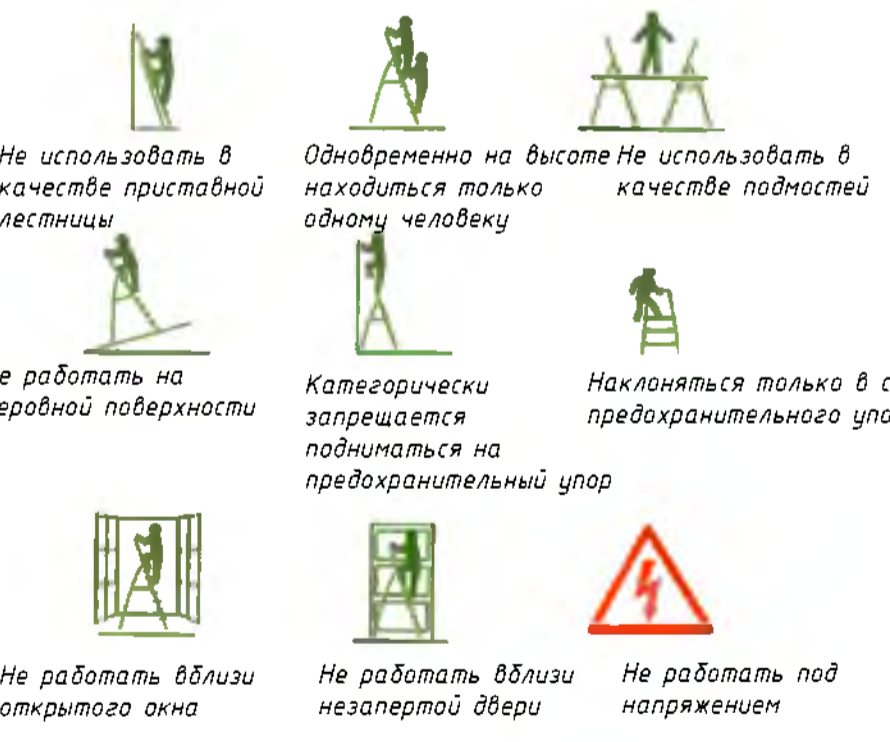 Не использовать в
качестве приставной
лестницы
Одновременно на высоте
находиться только
одному человеку
Не использовать в
качестве подмостей
е работать на
еровной поверхности
Категорически
запрещается
подниматься на
предохранительный упор
Наклоняться только в с
предохранительного упо
Не работать вблизи
открытого окна
Не работать вблизи
незапертой двери
Не работать под
напряжением